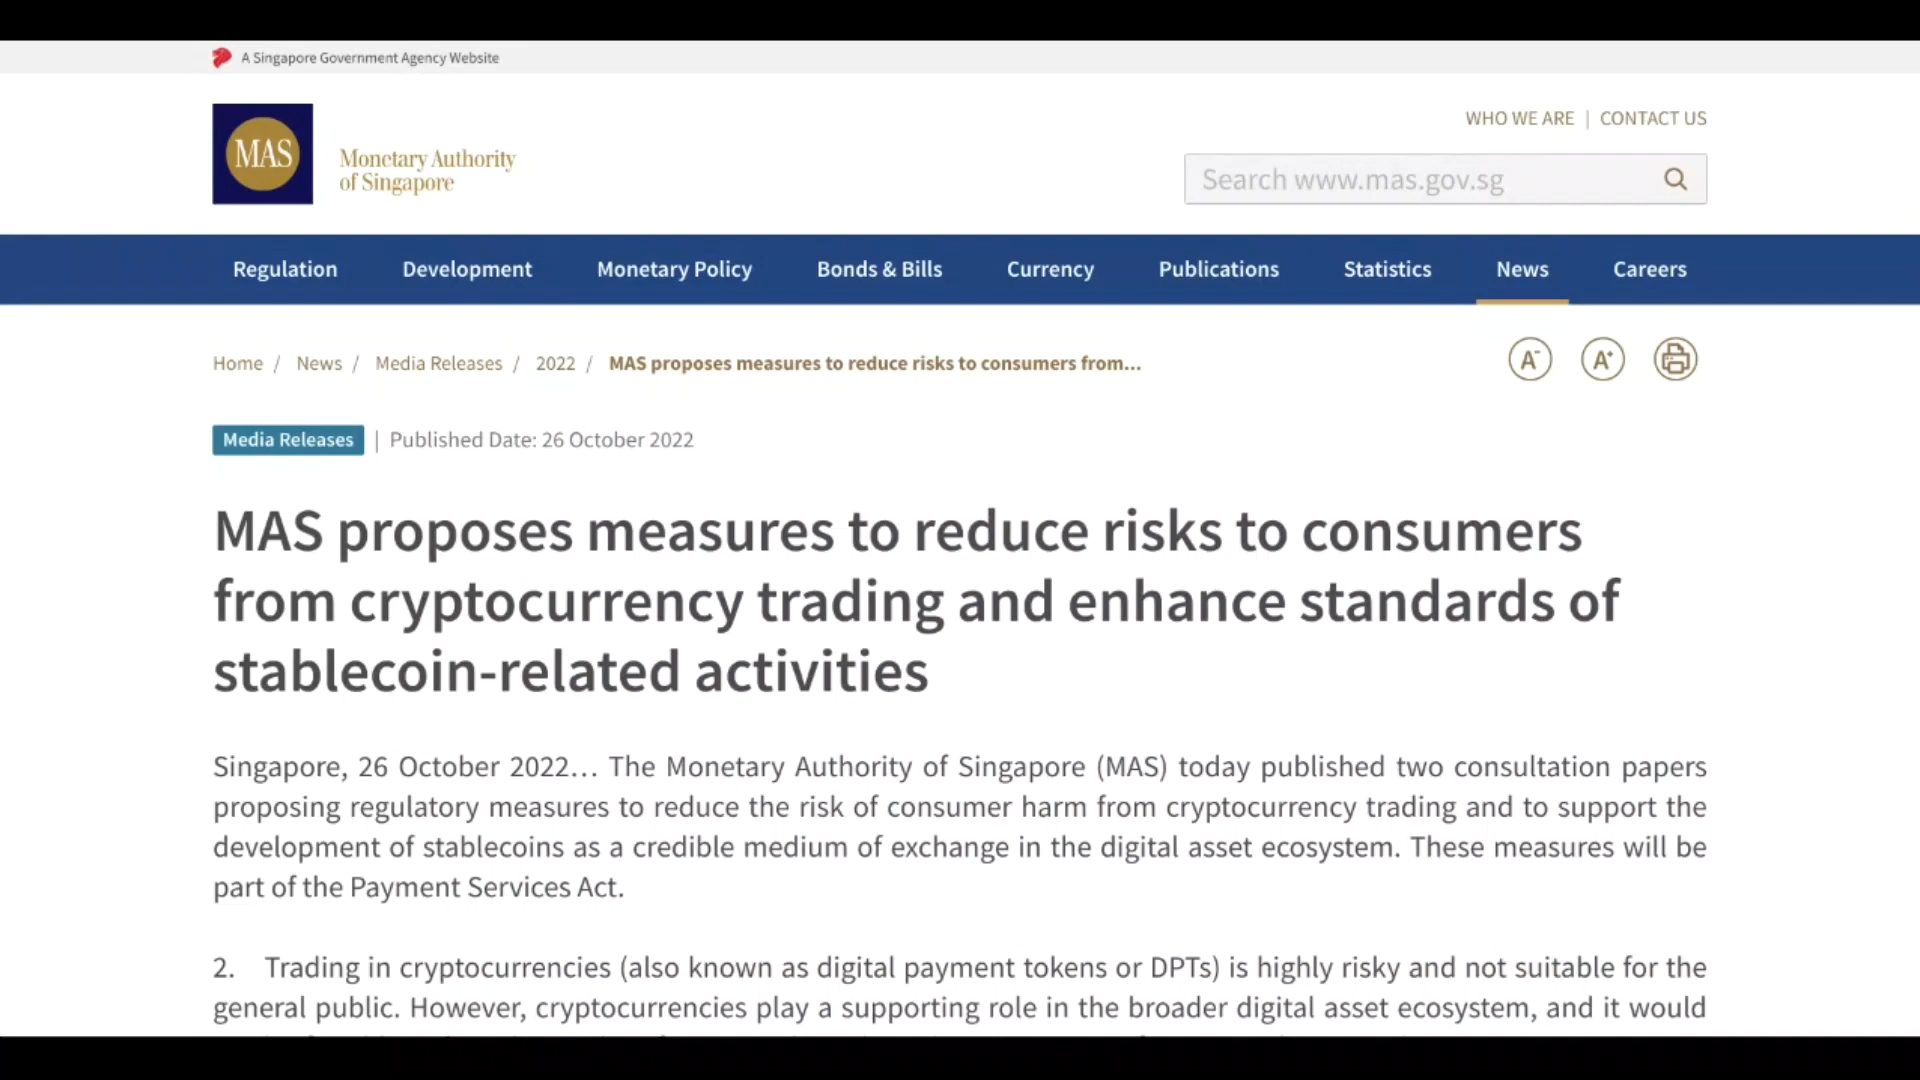 A Singapore Government Agency Website
MAS
Monetary Authority
of Singapore
WHO WE ARE | CONTACT US
Search www.mas.gov.sg
Regulation Development Monetary Policy Bonds & Bills Currency Publications Statistics News Careers
Home / News / Media Releases / 2022 / MAS proposes measures to reduce risks to consumers from...
A- A+
Media Releases | Published Date: 26 October 2022
MAS proposes measures to reduce risks to consumers
from cryptocurrency trading and enhance standards of
stablecoin-related activities
Singapore, 26 October 2022… The Monetary Authority of Singapore (MAS) today published two consultation papers
proposing regulatory measures to reduce the risk of consumer harm from cryptocurrency trading and to support the
development of stablecoins as a credible medium of exchange in the digital asset ecosystem. These measures will be
part of the Payment Services Act.
2. Trading in cryptocurrencies (also known as digital payment tokens or DPTs) is highly risky and not suitable for the
general public. However, cryptocurrencies play a supporting role in the broader digital asset ecosystem, and it would